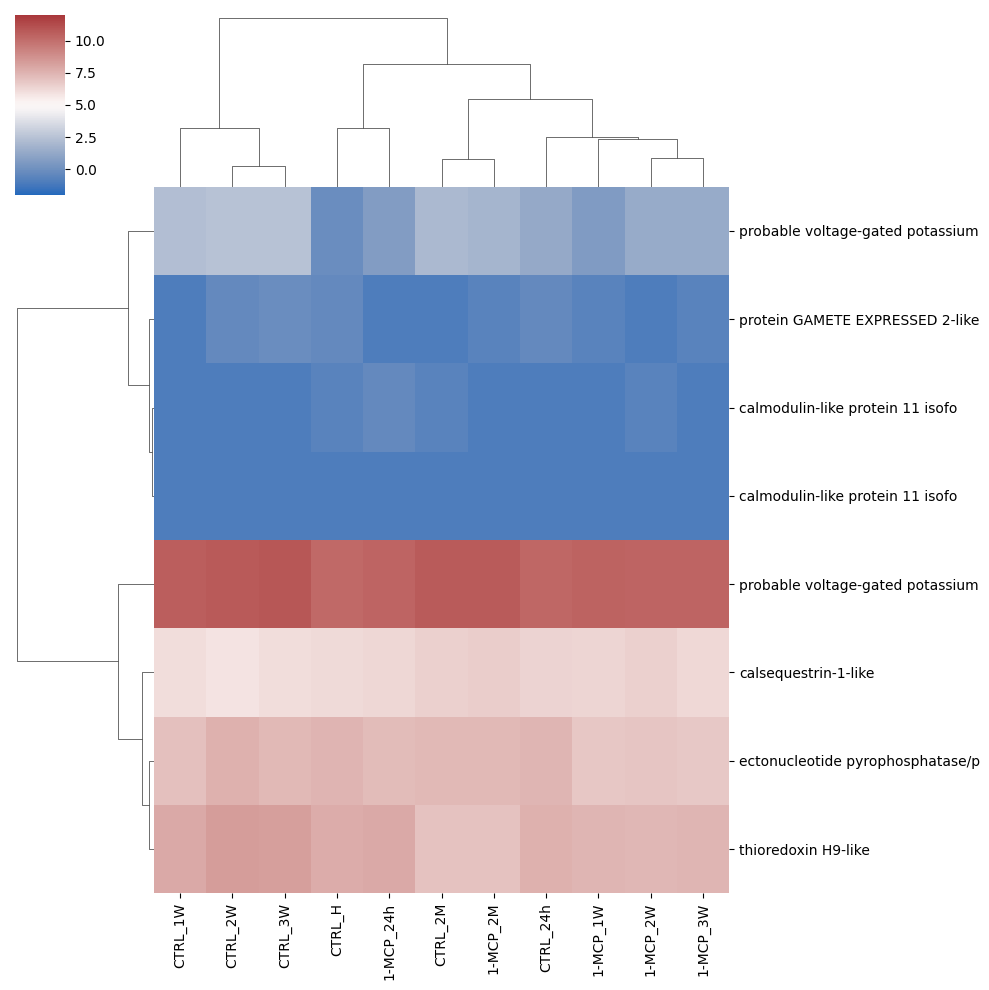 10.0
7.5
5.0
2.5
0.0
probable voltage-gated potassium
protein GAMETE EXPRESSED 2-like
calmodulin-like protein 11 isofo
calmodulin-like protein 11 isofo
probable voltage-gated potassium
calsequestrin-1-like
ectonucleotide pyrophosphatase/p
thioredoxin H9-like
CTRL_1W
CTRL_2W
CTRL_3W
CTRL_H
1-MCP_24h
CTRL_2M
1-MCP_2M
CTRL_24h
1-MCP_1W
1-MCP_2W
1-MCP_3W